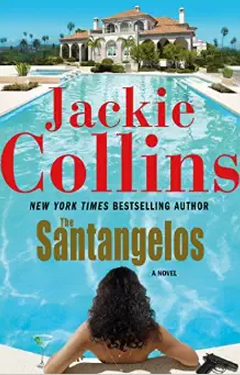 Jackie
Collins
NEW YORK TIMES BESTSELLING AUTHOR
The
Santangelos
A NOVEL